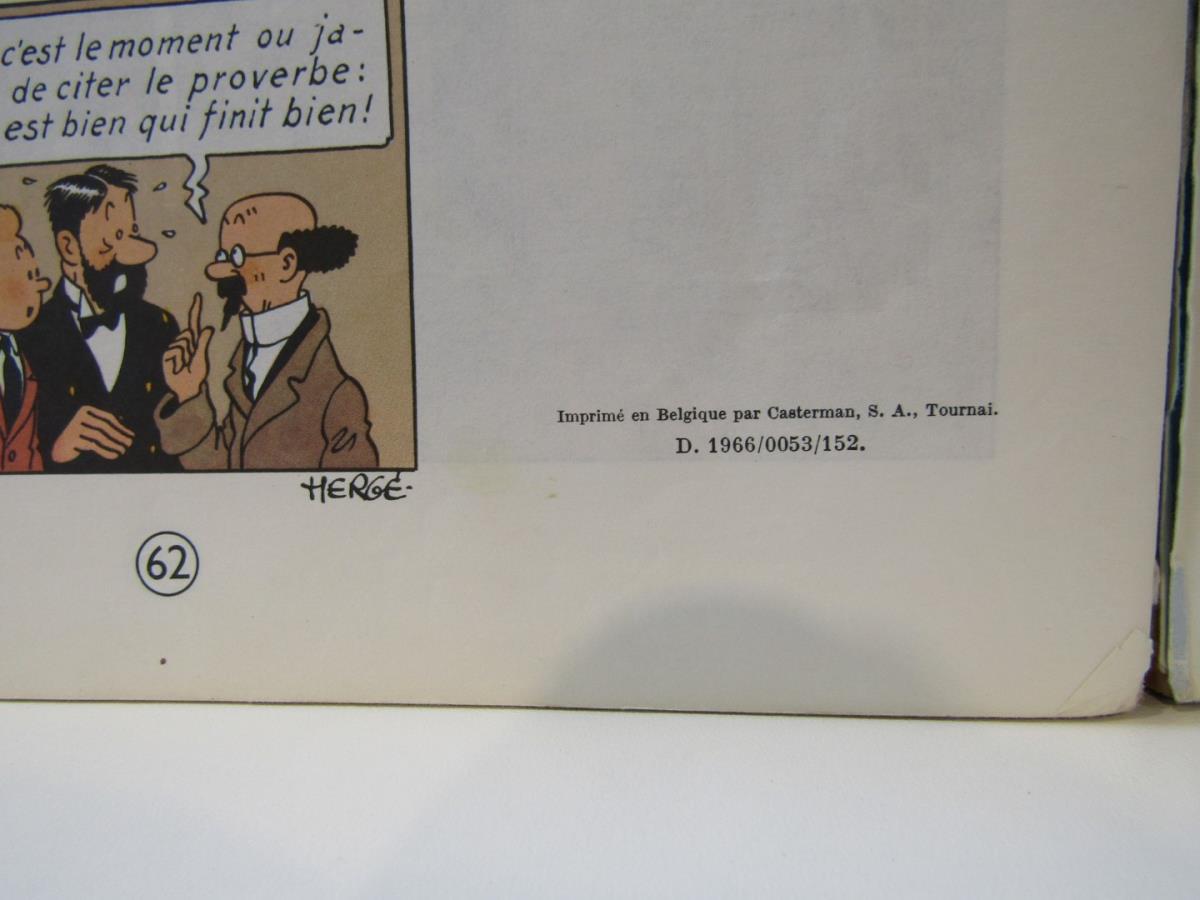 c'est le moment ou ja-
de citer le proverbe:
est bien qui finit bien!
Imprimé en Belgique par Casterman, S. A., Tournai.
D. 1966/0053/152.
HERGÉ-
62